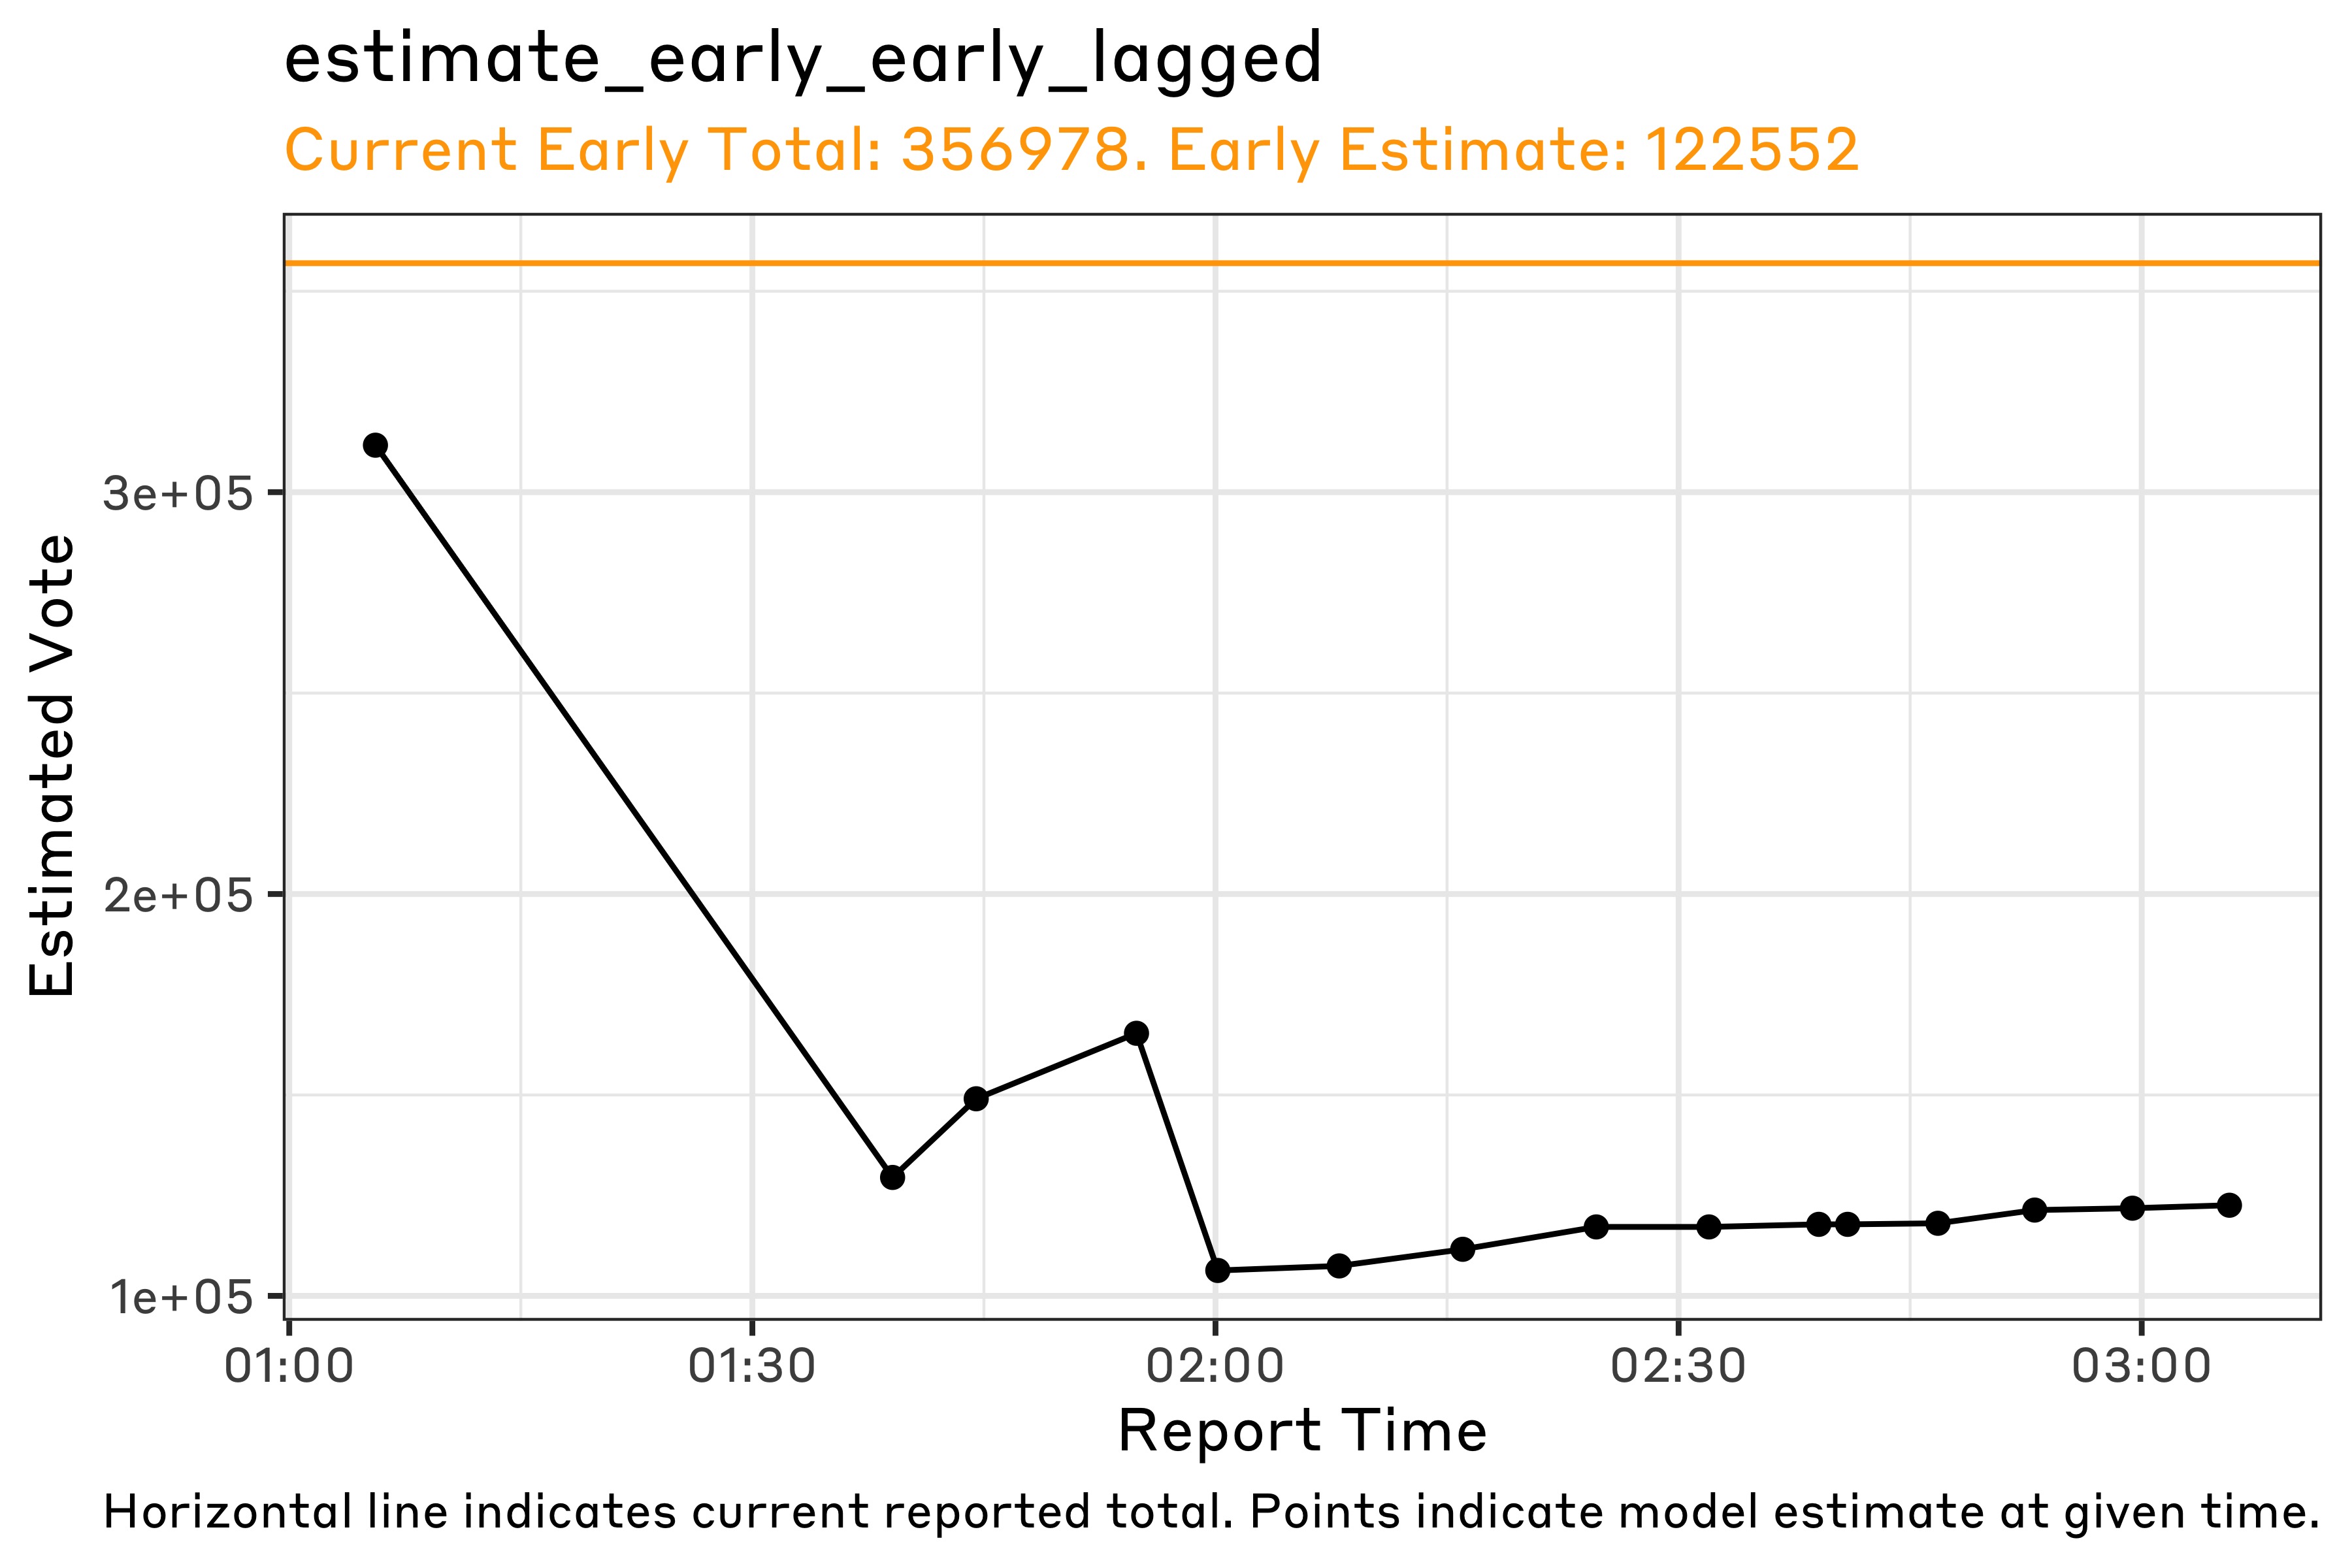 estimate_early_early_lagged
Current Early Total: 356978. Early Estimate: 122552
Estimated Vote
3e+05
2e+05
1e+05
01:00 01:30 02:00 02:30 03:00
Report Time
Horizontal line indicates current reported total. Points indicate model estimate at given time.